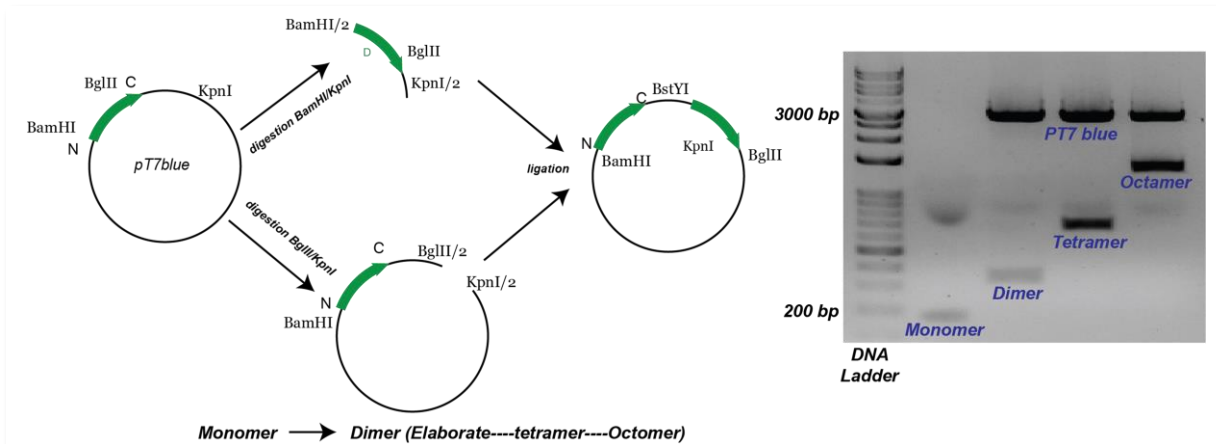 BamHI/2
D
BglII
KpnI/2
BglII C
KpnI
BamHI
N
pT7blue
digestion BamHI/KpnI
digestion BglII/KpnI
ligation
C BstYI
N
BamHI
KpnI
BglII
C
BglII/2
N
KpnI/2
BamHI
Monomer Dimer (Elaborate----tetramer----Octomer)
3000 bp
PT7 blue
Octamer
Tetramer
Dimer
200 bp
Monomer
DNA
Ladder